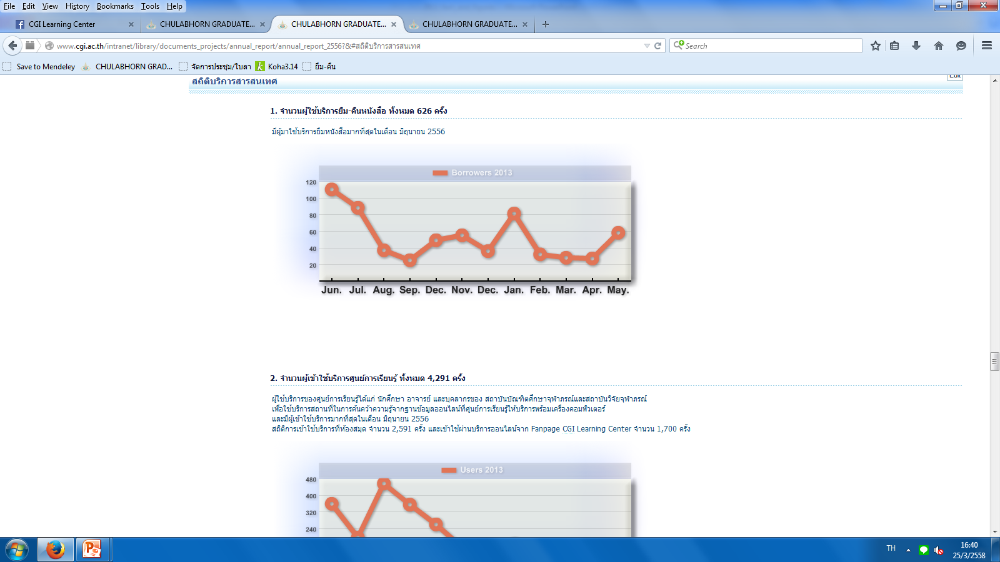 File Edit View History Bookmarks Tools Help
CGI Learning Center
CHULABHORN GRADUATE...
CHULABHORN GRADUATE...
CHULABHORN GRADUATE...
www.cgi.ac.th/intranet/library/documents_projects/annual_report/annual_report_2556?&#สถิติบริการสารสนเทศ
Search
Save to Mendeley
CHULABHORN GRAD...
จัดการประชุม/ใบลา
Koha3.14
ยืม-คืน
สถิติบริการสารสนเทศ
Edit
1. จำนวนผู้ใช้บริการยืม-คืนหนังสือ ทั้งหมด 626 ครั้ง
มีผู้มาใช้บริการยืมหนังสือมากที่สุดในเดือน มิถุนายน 2556
Borrowers 2013
120
100
80
60
40
20
Jun. Jul. Aug. Sep. Dec. Nov. Dec. Jan. Feb. Mar. Apr. May.
2. จำนวนผู้เข้าใช้บริการศูนย์การเรียนรู้ ทั้งหมด 4,291 ครั้ง
ผู้ใช้บริการของศูนย์การเรียนรู้ได้แก่ นักศึกษา อาจารย์ และบุคลากรของ สถาบันบัณฑิตศึกษาจุฬาภรณ์และสถาบันวิจัยจุฬาภรณ์
เพื่อใช้บริการสถานที่ในการค้นคว้าความรู้จากฐานข้อมูลออนไลน์ที่ศูนย์การเรียนรู้ให้บริการพร้อมเครื่องคอมพิวเตอร์
และมีผู้เข้าใช้บริการมากที่สุดในเดือน มิถุนายน 2556
สถิติการเข้าใช้บริการที่ห้องสมุด จำนวน 2,591 ครั้ง และเข้าใช้ผ่านบริการออนไลน์จาก Fanpage CGI Learning Center จำนวน 1,700 ครั้ง
Users 2013
480
400
320
240
TH
16:40
25/3/2558